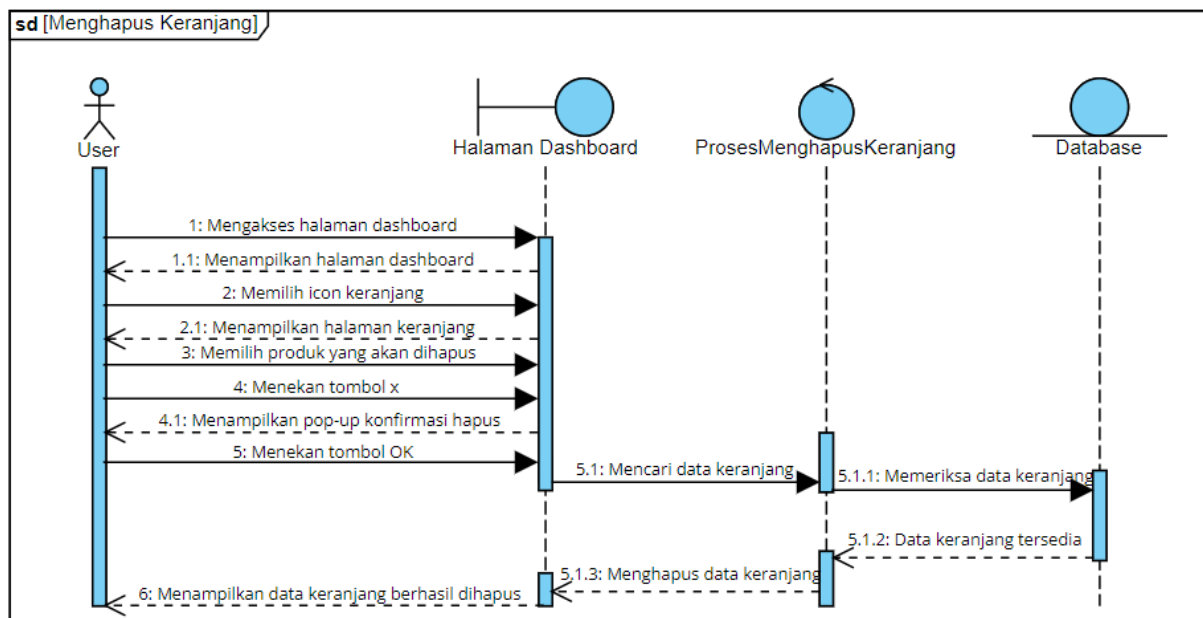 sd [Menghapus Keranjang]
User
Halaman Dashboard
ProsesMenghapusKeranjang
Database
1: Mengakses halaman dashboard
1.1: Menampilkan halaman dashboard
2: Memilih icon keranjang
2.1: Menampilkan halaman keranjang
3: Memilih produk yang akan dihapus
4: Menekan tombol x
4.1: Menampilkan pop-up konfirmasi hapus
5: Menekan tombol OK
5.1: Mencari data keranjang
5.1.1: Memeriksa data keranjang
5.1.2: Data keranjang tersedia
5.1.3: Menghapus data keranjang
6: Menampilkan data keranjang berhasil dihapus